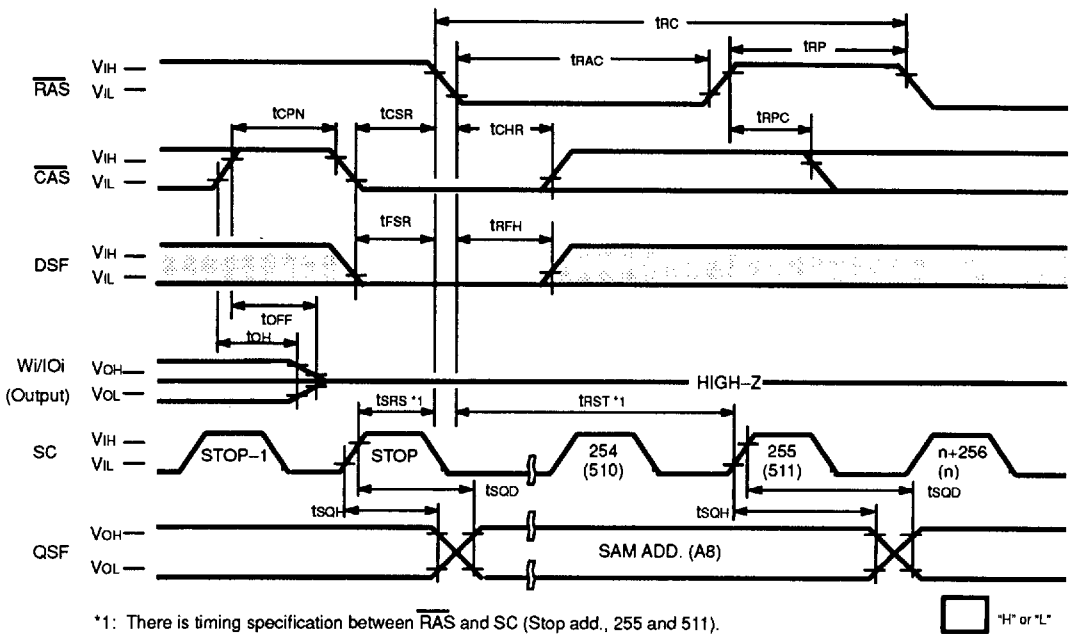 tRC
tRAC
tRP
RAS
VIH
VIL
tCPN
tCSR
tCHR
tRPC
CAS
VIH
VIL
tFSR
tRFH
DSF
VIH
VIL
tOFF
tOH
Wi/IOi
(Output)
VOH
VOL
HIGH–Z
tSRS *1
tRST *1
SC
VIH
VIL
STOP–1
STOP
254
(510)
255
(511)
n+256
(n)
tSQD
tSQD
tSQH
tSQH
QSF
VOH
VOL
SAM ADD. (A8)
*1: There is timing specification between RAS and SC (Stop add., 255 and 511).
"H" or "L"